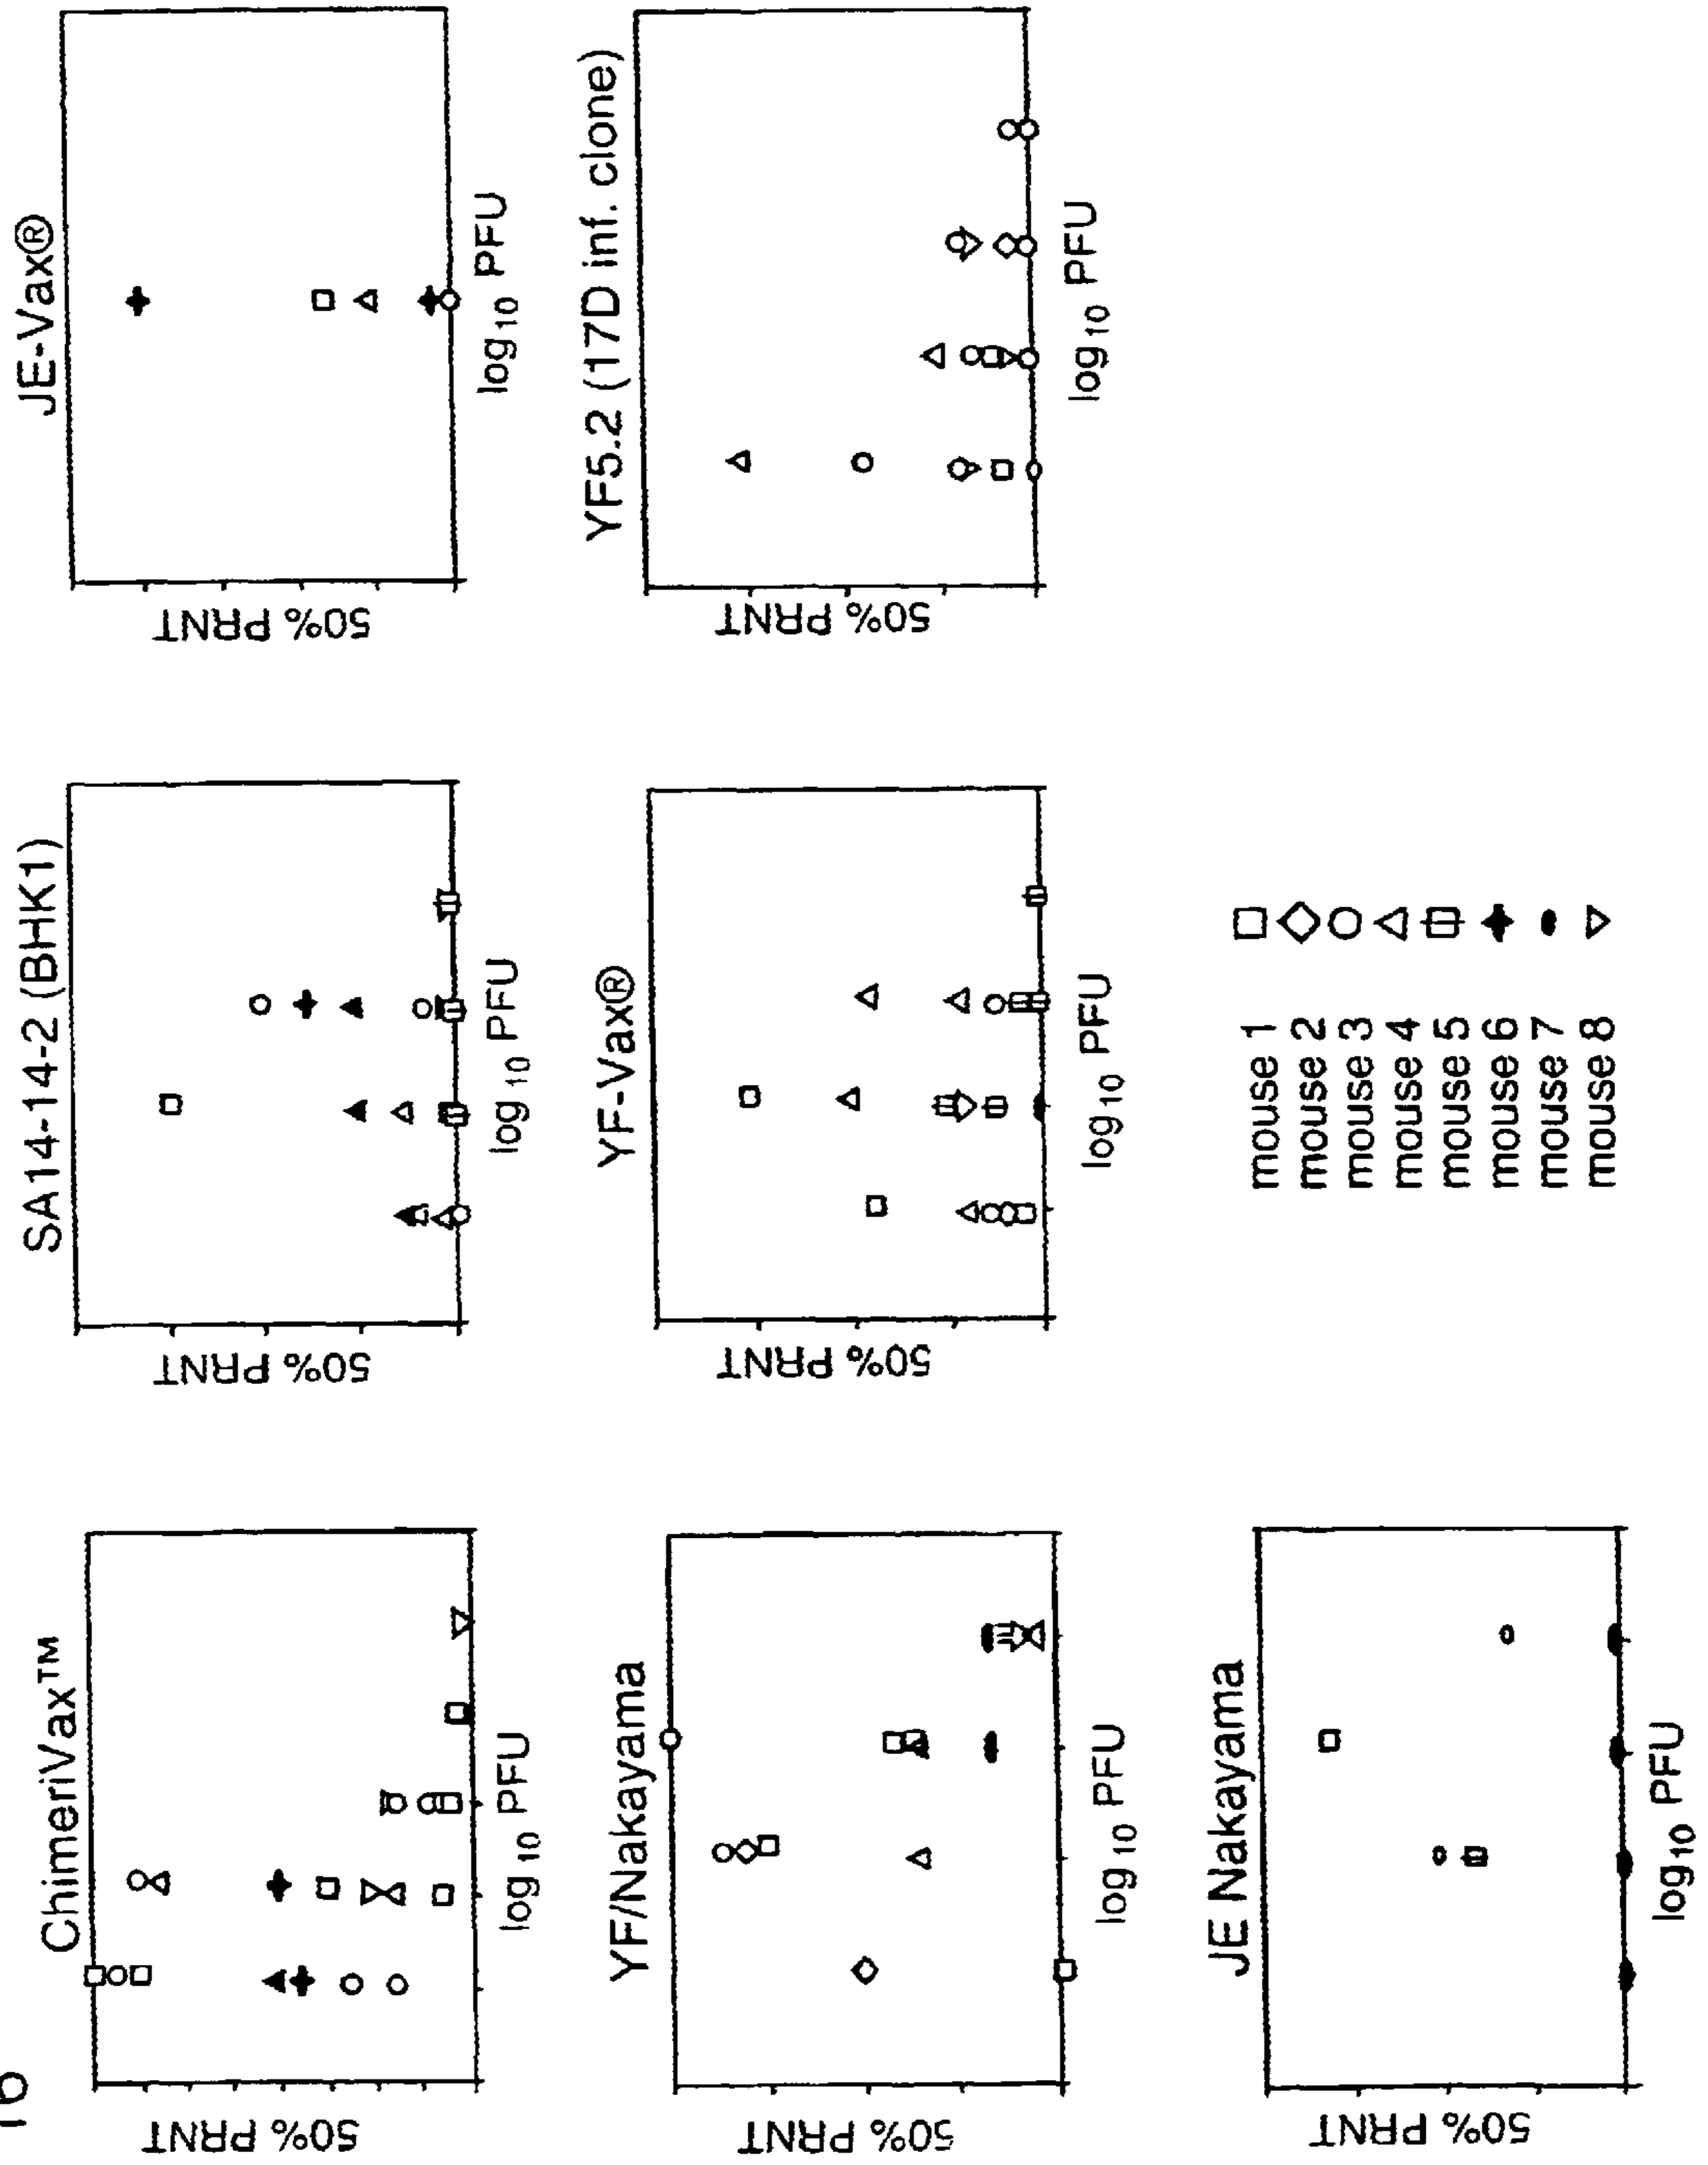 ChimeriVax™
50% PRNT
log10 PFU
SA14-14-2 (BHK1)
50% PRNT
log10 PFU
JE-Vax®
50% PRNT
log10 PFU
YF/Nakayama
50% PRNT
log10 PFU
YF-Vax®
50% PRNT
log10 PFU
YF5.2 (17D inf. clone)
50% PRNT
log10 PFU
JE Nakayama
50% PRNT
log10 PFU
mouse 1
mouse 2
mouse 3
mouse 4
mouse 5
mouse 6
mouse 7
mouse 8